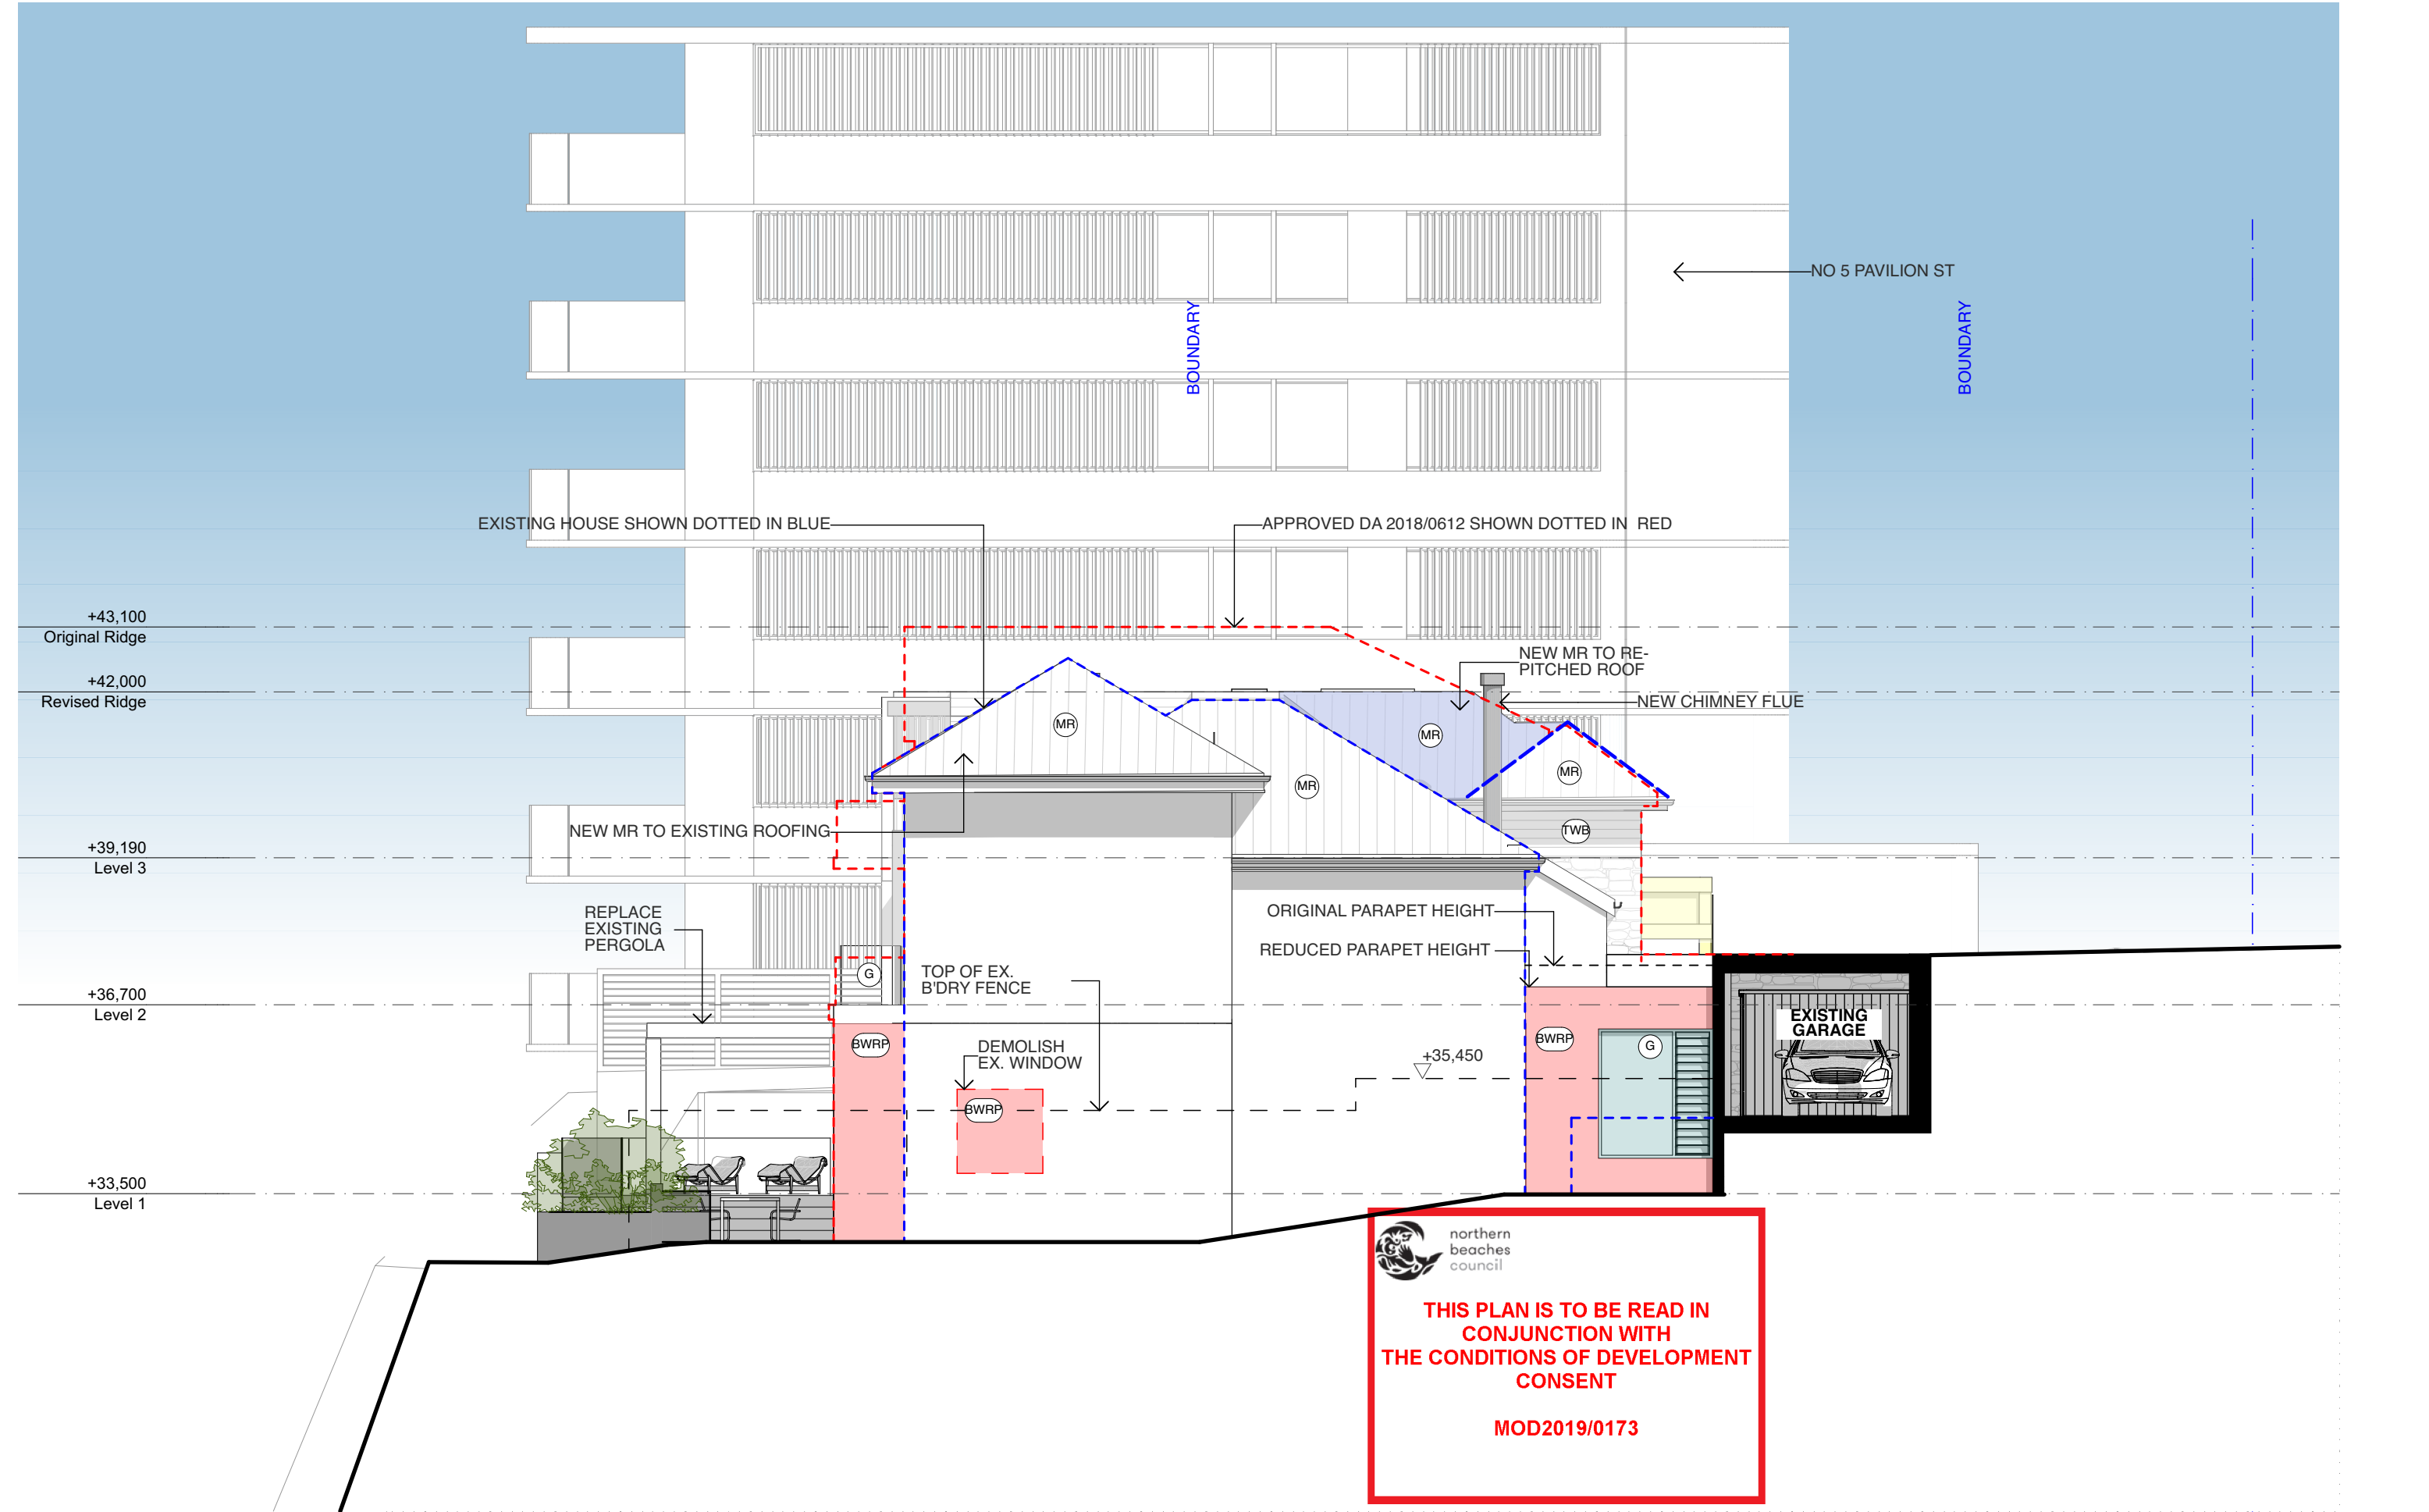 NO 5 PAVILION ST
BOUNDARY
BOUNDARY
EXISTING HOUSE SHOWN DOTTED IN BLUE
APPROVED DA 2018/0612 SHOWN DOTTED IN RED
+43,100
Original Ridge
NEW MR TO RE-
PITCHED ROOF
+42,000
Revised Ridge
NEW CHIMNEY FLUE
MR
MR
MR
MR
NEW MR TO EXISTING ROOFING
TWB
+39,190
Level 3
REPLACE
EXISTING
PERGOLA
ORIGINAL PARAPET HEIGHT
REDUCED PARAPET HEIGHT
G
TOP OF EX.
B'DRY FENCE
+36,700
Level 2
EXISTING
GARAGE
BWRP
DEMOLISH
EX. WINDOW
BWRP
G
+35,450
BWRP
+33,500
Level 1
northern
beaches
council
THIS PLAN IS TO BE READ IN
CONJUNCTION WITH
THE CONDITIONS OF DEVELOPMENT
CONSENT
MOD2019/0173